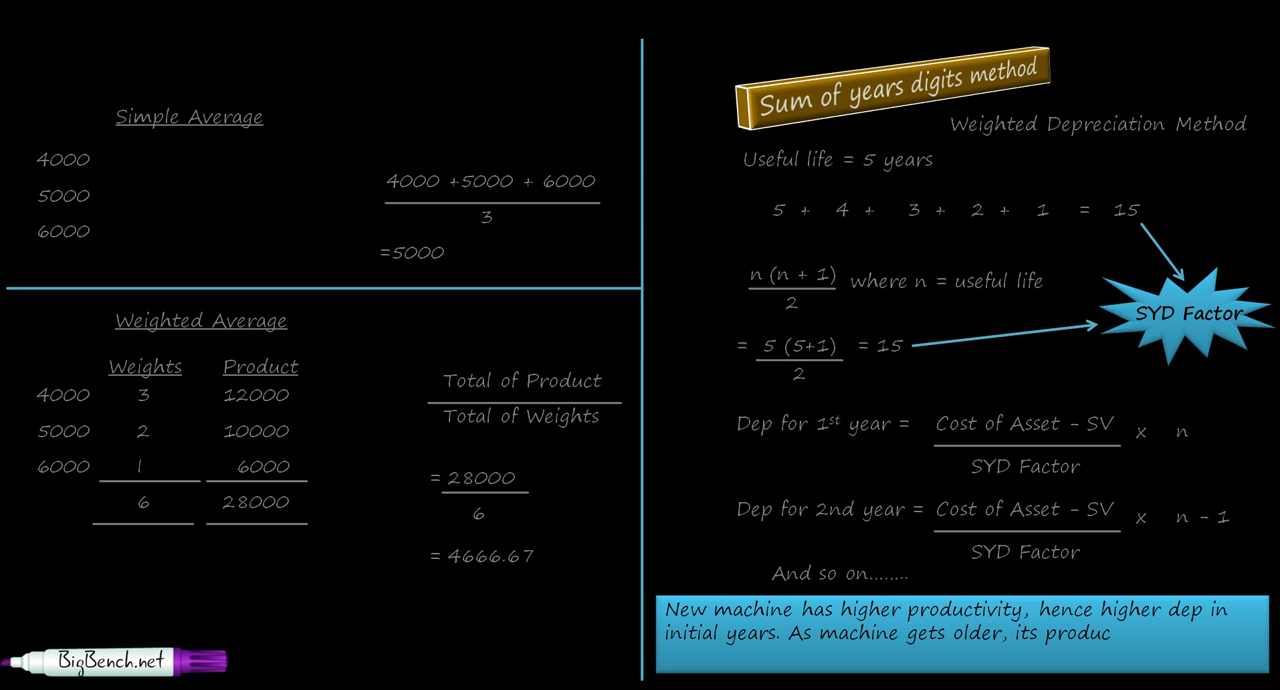 Simple Average
4000
5000
6000
4000 +5000 + 6000
3
=5000
Weighted Average
Weights Product
4000 3 12000
5000 2 10000
6000 1 6000
6 28000
Total of Product
Total of Weights
= 28000
6
= 4666.67
BigBench.net
Sum of years digits method
Weighted Depreciation Method
Useful life = 5 years
5 + 4 + 3 + 2 + 1 = 15
n (n + 1)
2
where n = useful life
= 5 (5+1) = 15
2
SYD Factor
Dep for 1st year = Cost of Asset - SV x n
SYD Factor
Dep for 2nd year = Cost of Asset - SV x n - 1
SYD Factor
And so on........
New machine has higher productivity, hence higher dep in
initial years. As machine gets older, its produc